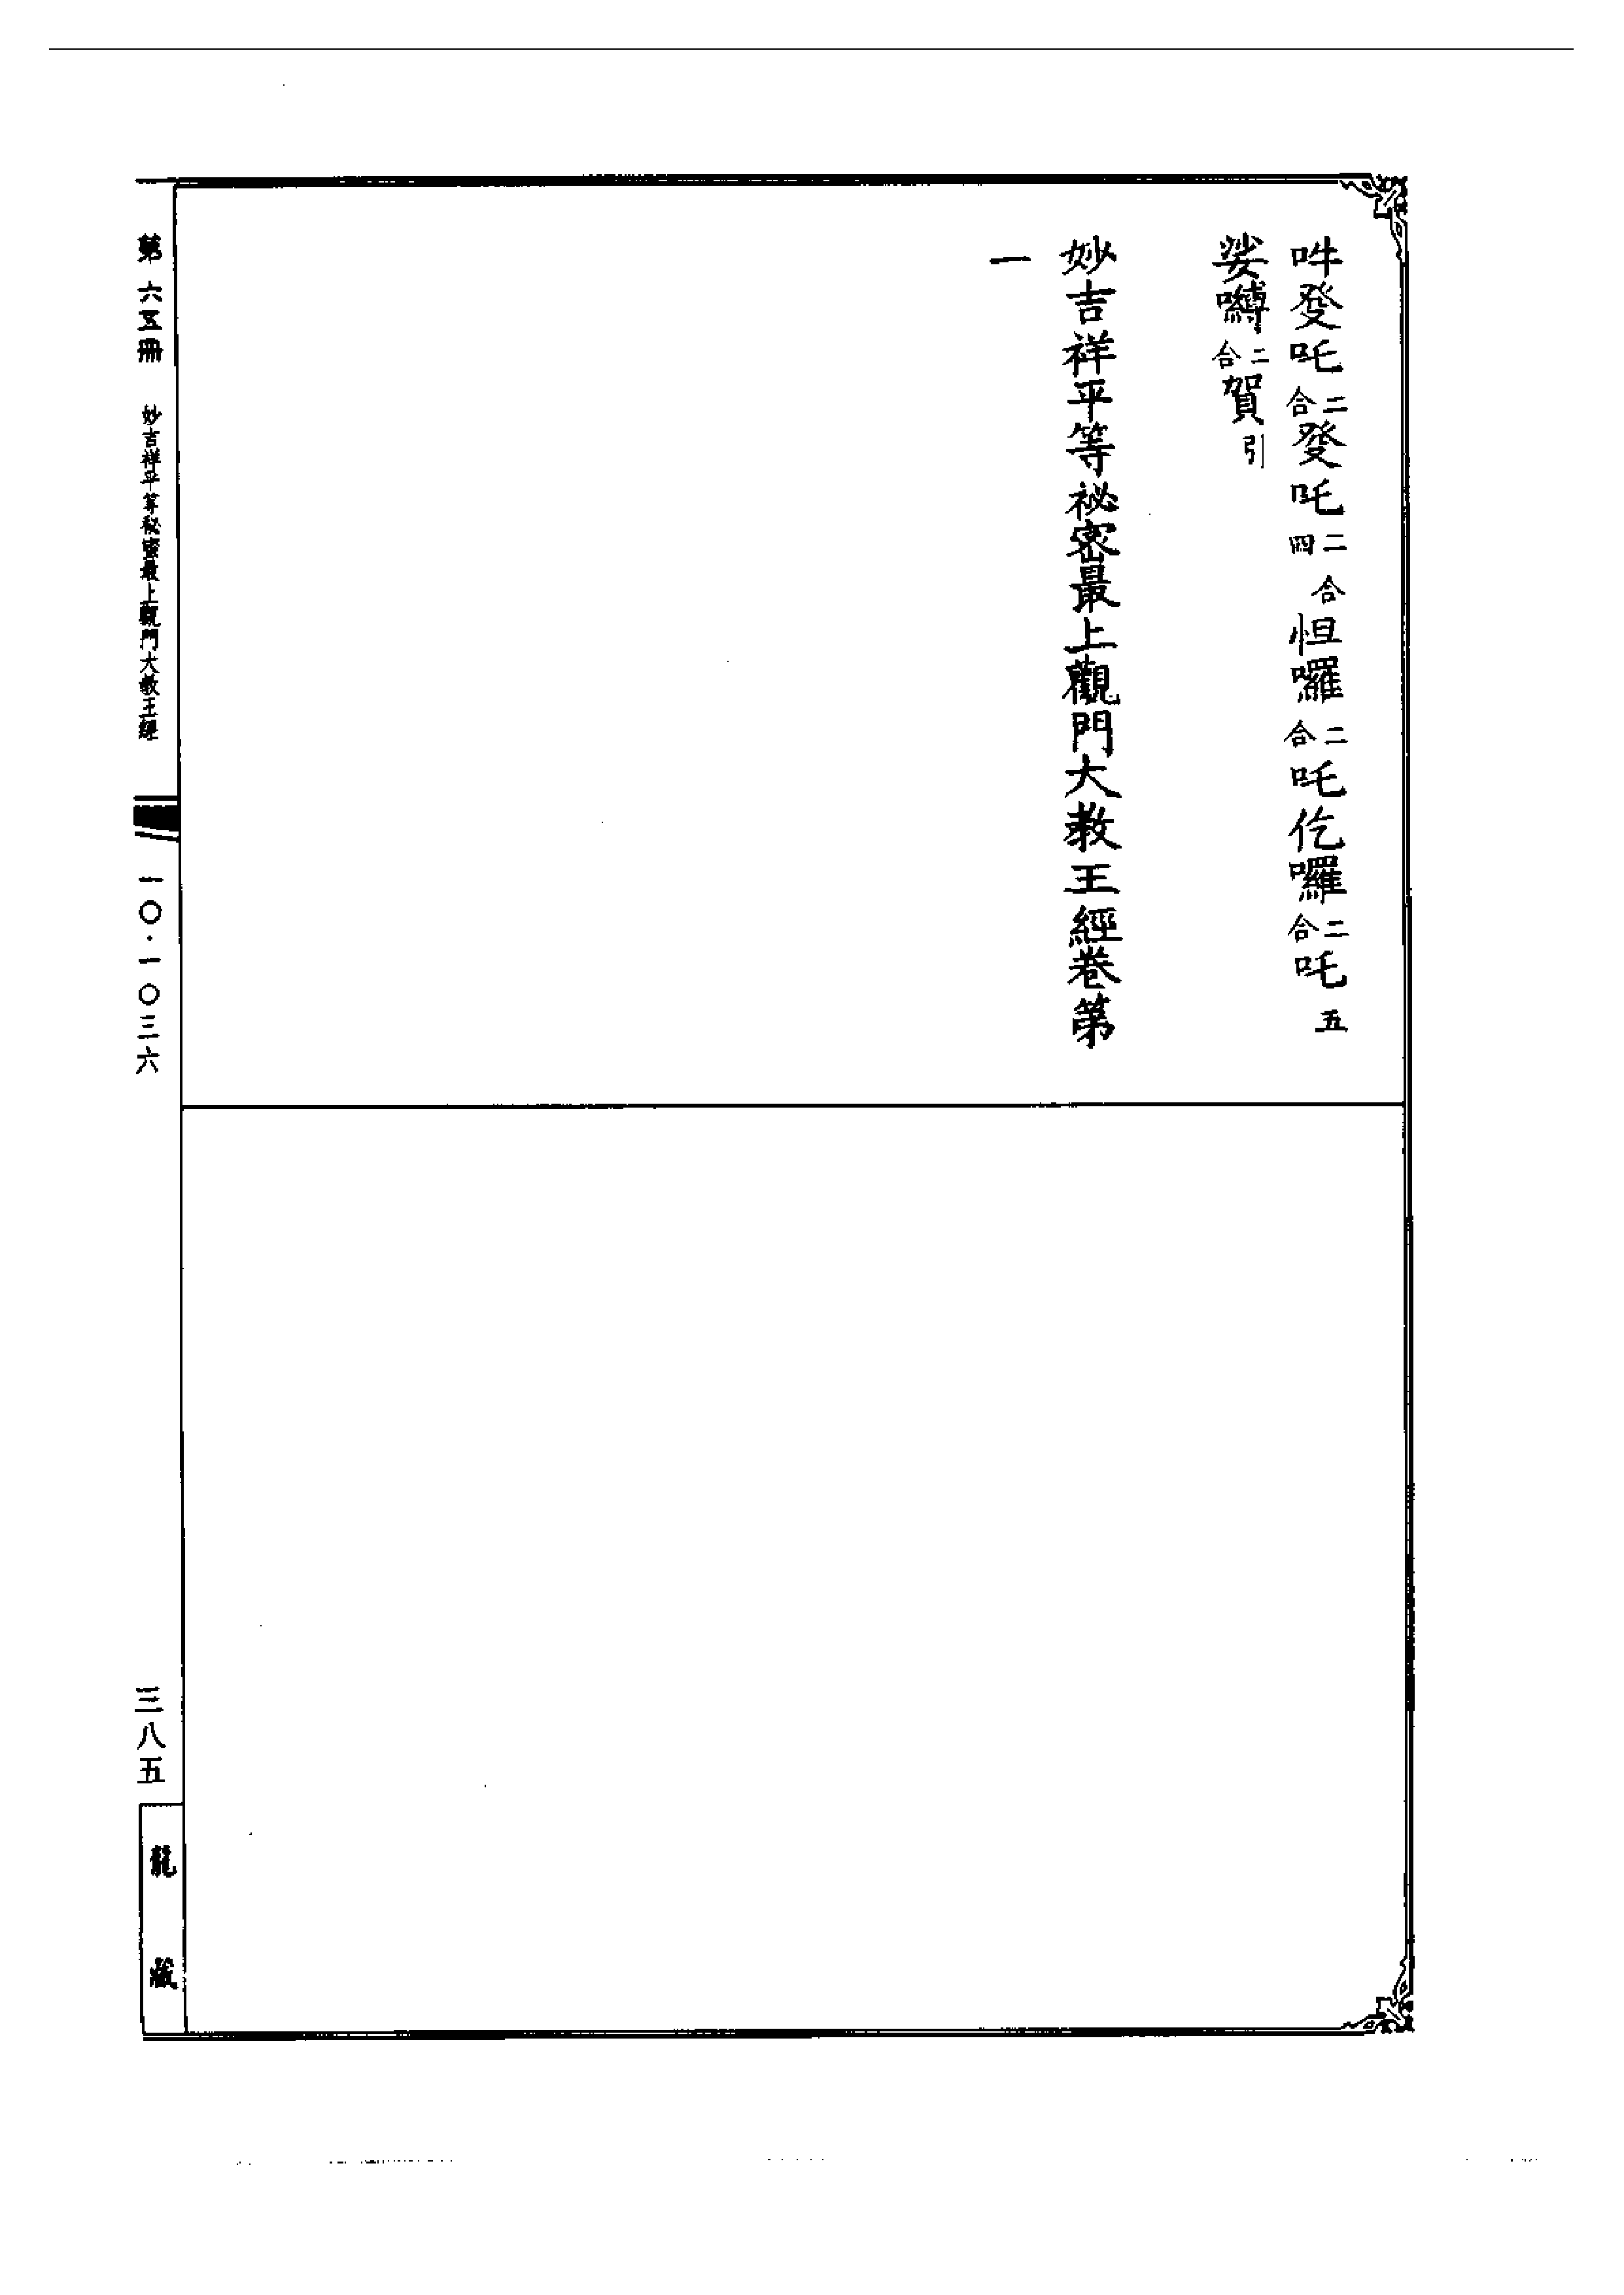 吽發吒二合發吒二合四怛囉二合吒仡囉二合吒五
娑嚩二合賀引
妙吉祥平等祕密最上觀門大教王經卷第
一
第六五冊 妙吉祥平等秘密最上觀門大教王經 一〇·一〇三六 三八五
龍藏